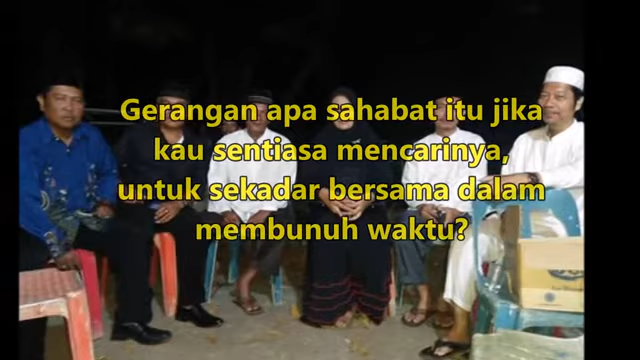 Gerangan apa sahabat itu jika
kau sentiasa mencarinya,
untuk sekadar bersama dalam
membunuh waktu?